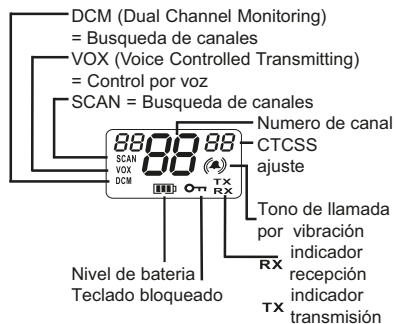 DCM (Dual Channel Monitoring)
= Busqueda de canales
VOX (Voice Controlled Transmitting)
= Control por voz
SCAN = Busqueda de canales
Numero de canal
CTCSS
ajuste
88 88 88
SCAN
VOX
DCM
TX
RX
Tono de llamada
por vibración
RX indicador
recepción
TX indicador
transmisión
Nivel de bateria
Teclado bloqueado